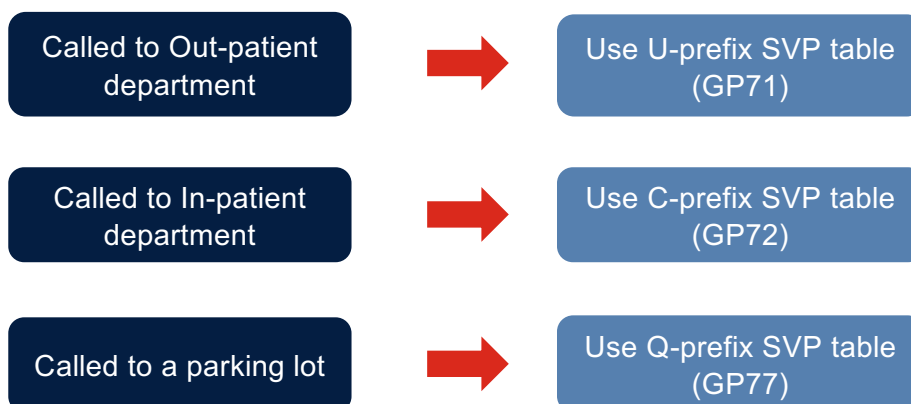 Called to Out-patient
department
Use U-prefix SVP table
(GP71)
Called to In-patient
department
Use C-prefix SVP table
(GP72)
Called to a parking lot
Use Q-prefix SVP table
(GP77)